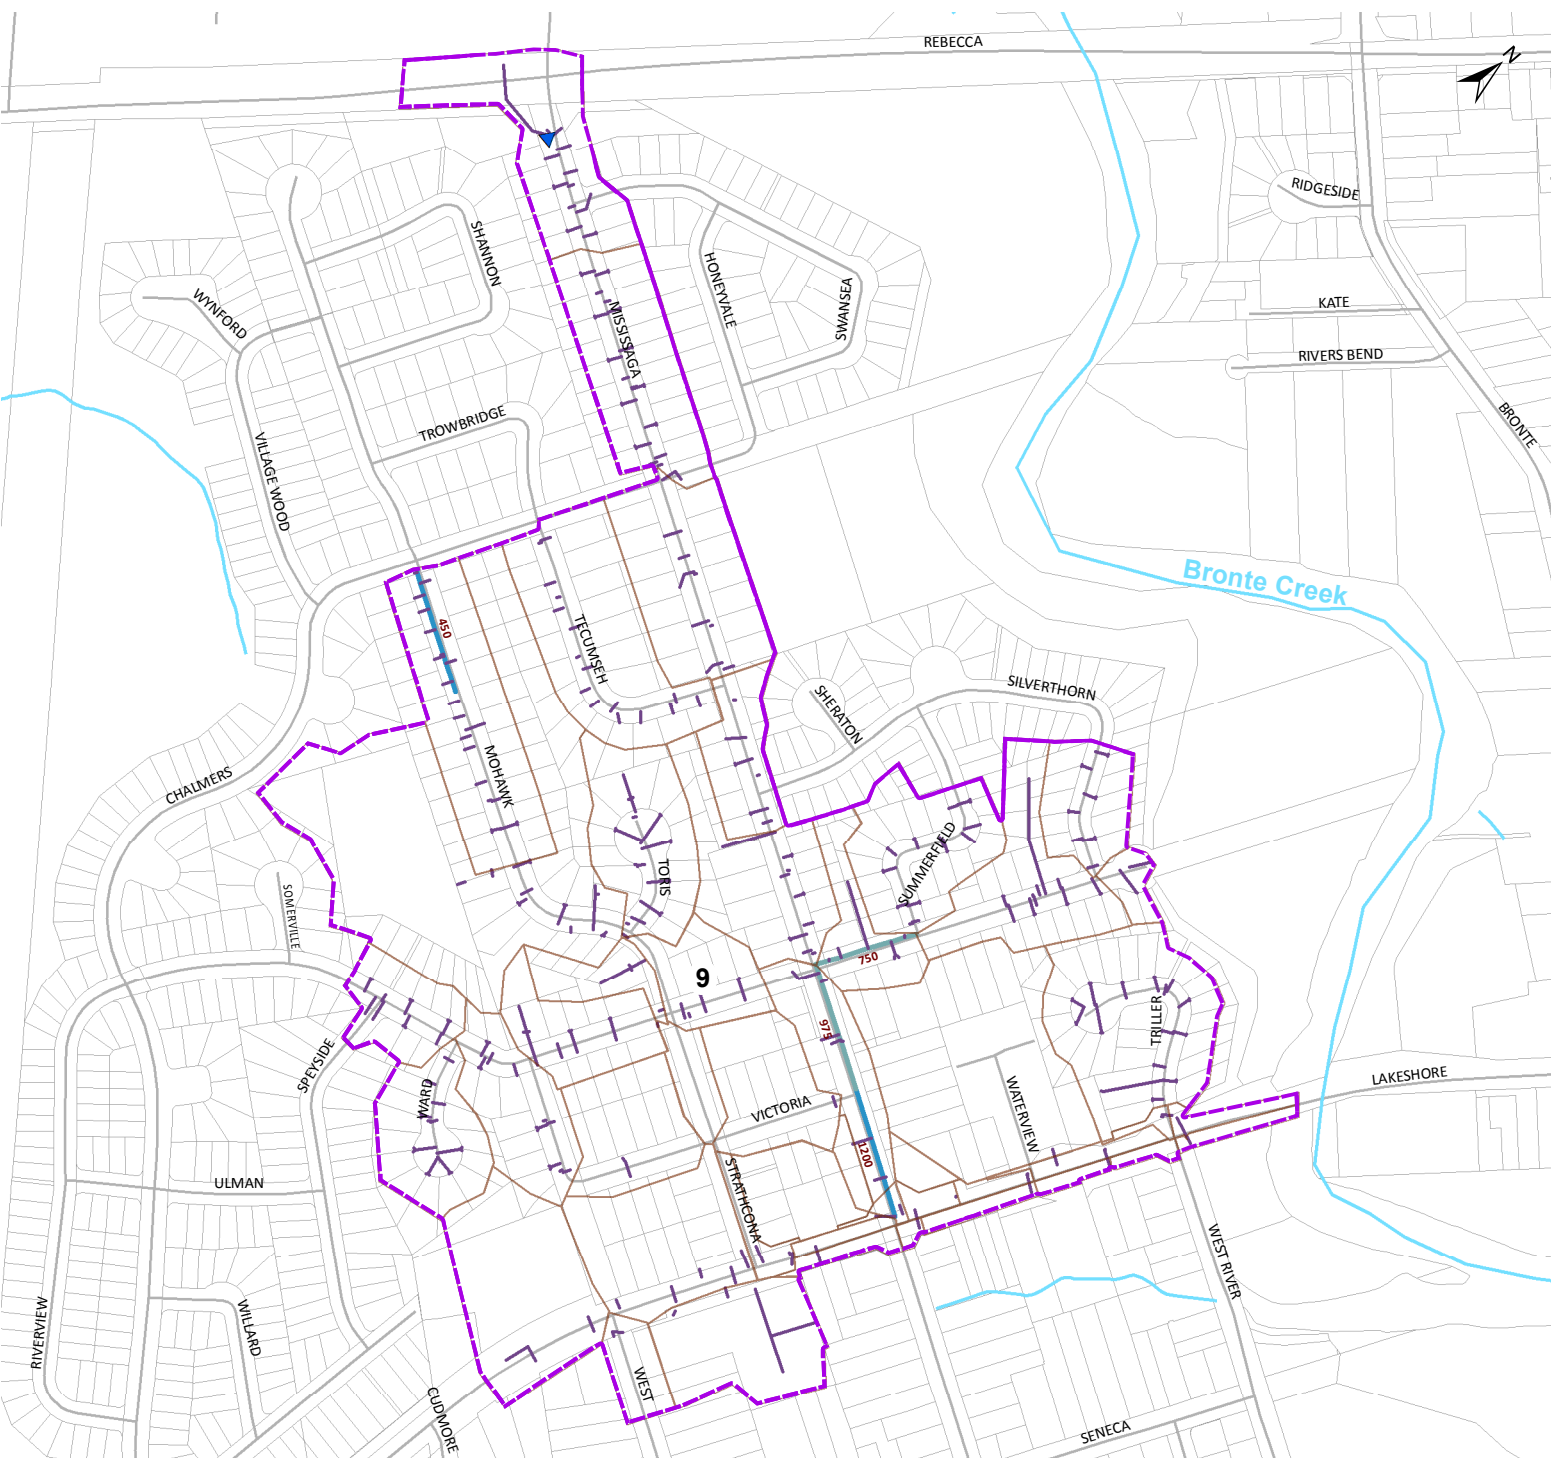 REBECCA
N
RIDGESIDE
SHANNON
HONEYVALE
SWANSEA
WYNFORD
MISSISSAGA
KATE
RIVERS BEND
BRONTE
TROWBRIDGE
VILLAGE WOOD
Bronte Creek
450
TECUMSEH
SHERATON
SILVERTHORN
MOHAWK
CHALMERS
TORIS
SUMMERFIELD
SOMERVILLE
750
9
975
TRILLER
SPEYSIDE
WARD
VICTORIA
WATERVIEW
LAKESHORE
1200
ULMAN
STRATHCONA
WEST RIVER
RIVERVIEW
WILLARD
WEST
CUDMORE
SENECA